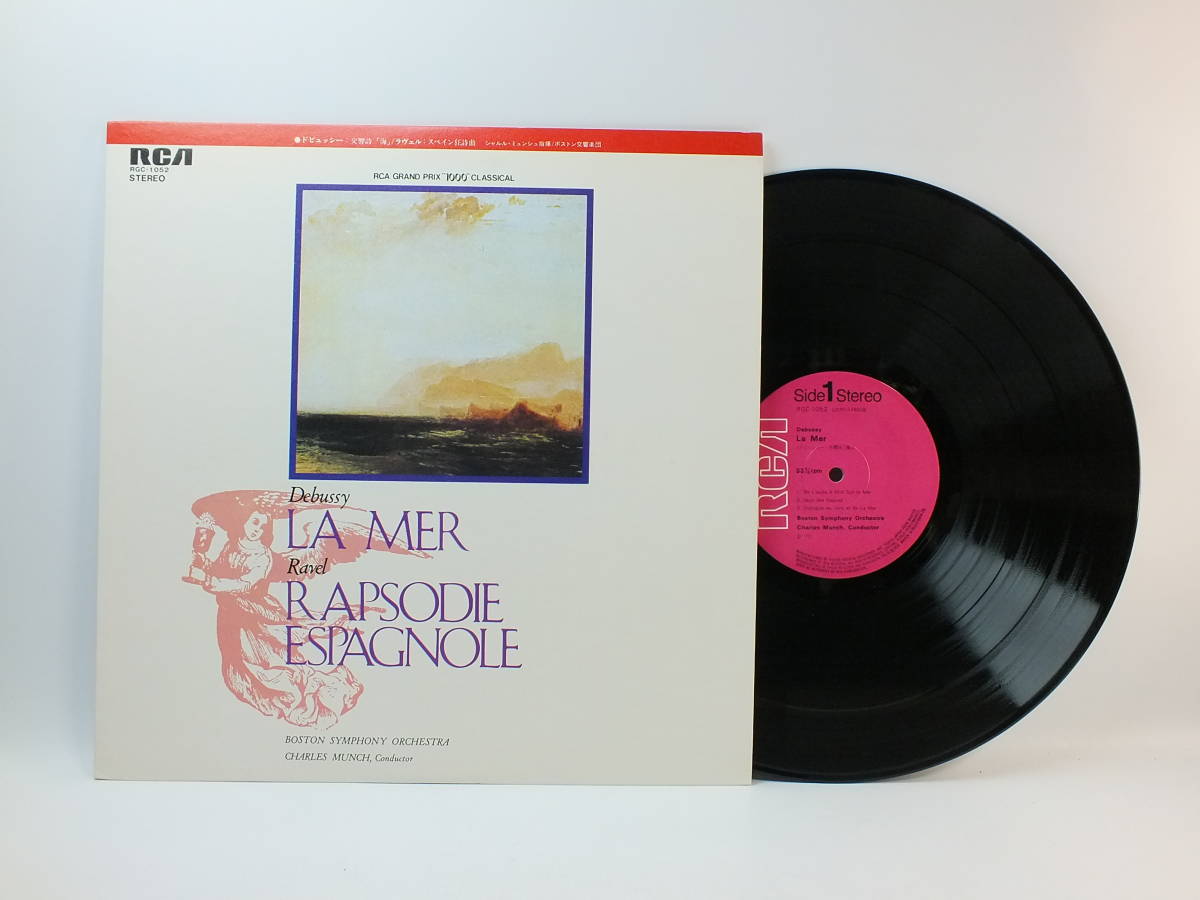 ●ドビュッシー:交響詩「海」/ラヴェル:スペイン狂詩曲 シャルル・ミュンシュ指揮/ボストン交響楽団
RCA
RGC-1052
STEREO
RCA GRAND PRIX "1000" CLASSICAL
Debussy
LA MER
Ravel
RAPSODIE
ESPAGNOLE
BOSTON SYMPHONY ORCHESTRA
CHARLES MUNCH, Conductor
RCA
Side 1 Stereo
RGC-1052
Debussy
La Mer
33⅓rpm
Boston Symphony Orchestra
Charles Munch, Conductor